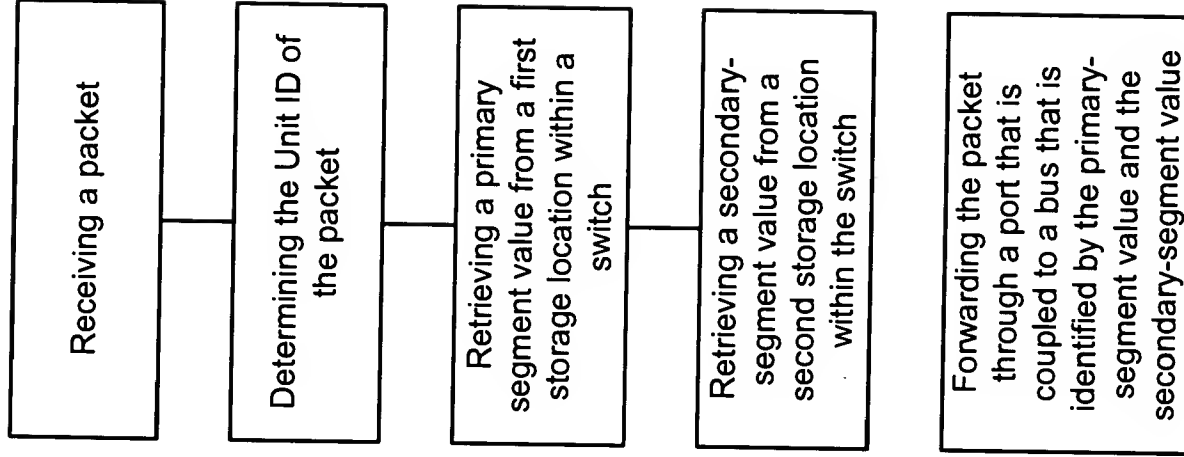 Receiving a packet
Determining the Unit ID of
the packet
Retrieving a primary
segment value from a first
storage location within a
switch
Retrieving a secondary-
segment value from a
second storage location
within the switch
Forwarding the packet
through a port that is
coupled to a bus that is
identified by the primary-
segment value and the
secondary-segment value